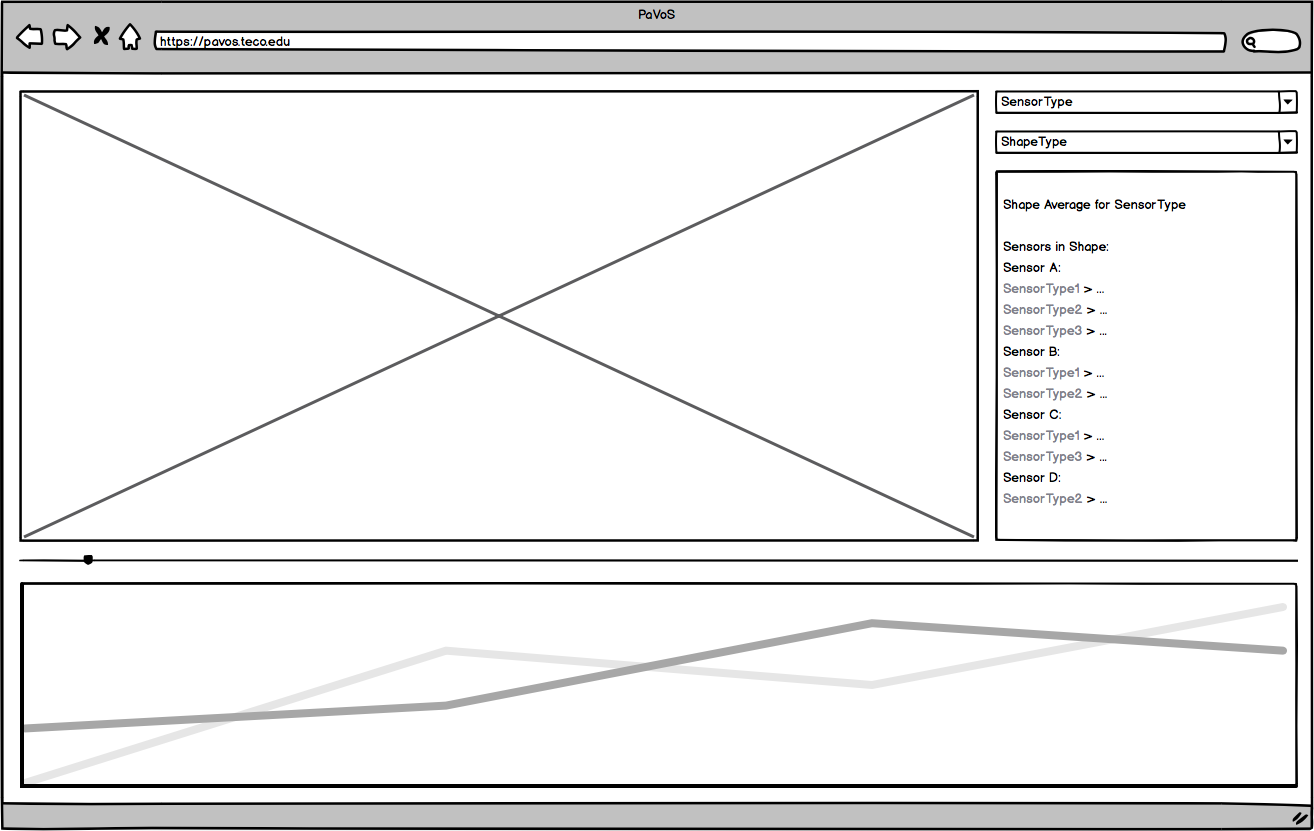 PaVoS
https://pavos.teco.edu
SensorType
ShapeType
Shape Average for SensorType
Sensors in Shape:
Sensor A:
SensorType1 > ...
SensorType2 > ...
SensorType3 > ...
Sensor B:
SensorType1 > ...
SensorType2 > ...
Sensor C:
SensorType1 > ...
SensorType3 > ...
Sensor D:
SensorType2 > ...